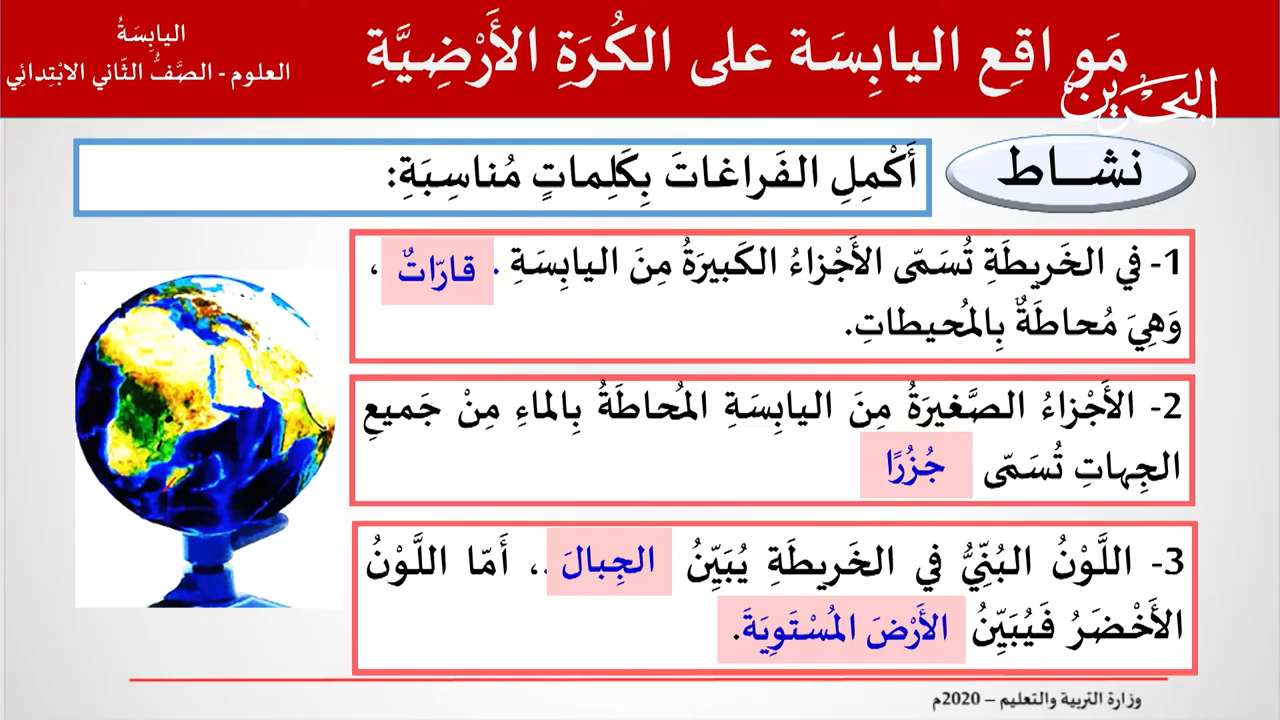 مَواقِع اليابِسَة على الكُرَةِ الأَرْضِيَّةِ
اليابِسَةُ
العلوم - الصَّفُّ الثّاني الابْتِدائِي
البَحْرَين
نشــاط
أَكْمِلِ الفَراغاتَ بِكَلِماتٍ مُناسِبَةِ:
1- في الخَريطَةِ تُسَمّى الأَجْزاءُ الكَبيرَةُ مِنَ اليابِسَةِ . قارّاتٌ ،
وَهِيَ مُحاطَةٌ بِالمُحيطاتِ.
2- الأَجْزاءُ الصَّغيرَةُ مِنَ اليابِسَةِ المُحاطَةُ بِالماءِ مِنْ جَميعِ
الجِهاتِ تُسَمّى جُزُرًا
3- اللَّوْنُ البُنِّيُّ في الخَريطَةِ يُبَيِّنُ الجِبالَ .، أَمّا اللَّوْنُ
الأَخْضَرُ فَيُبَيِّنُ الأَرْضَ المُسْتَوِيَةَ.
وزارة التربية والتعليم – 2020م